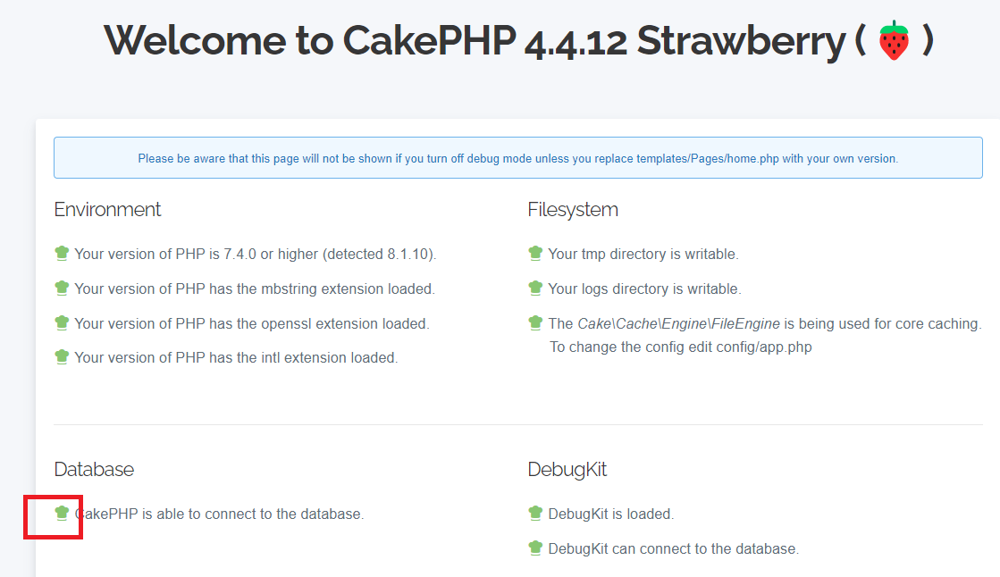 Welcome to CakePHP 4.4.12 Strawberry (🍓)
Please be aware that this page will not be shown if you turn off debug mode unless you replace templates/Pages/home.php with your own version.
Environment
Your version of PHP is 7.4.0 or higher (detected 8.1.10).
Your version of PHP has the mbstring extension loaded.
Your version of PHP has the openssl extension loaded.
Your version of PHP has the intl extension loaded.
Filesystem
Your tmp directory is writable.
Your logs directory is writable.
The Cake\Cache\Engine\FileEngine is being used for core caching.
To change the config edit config/app.php
Database
CakePHP is able to connect to the database.
DebugKit
DebugKit is loaded.
DebugKit can connect to the database.